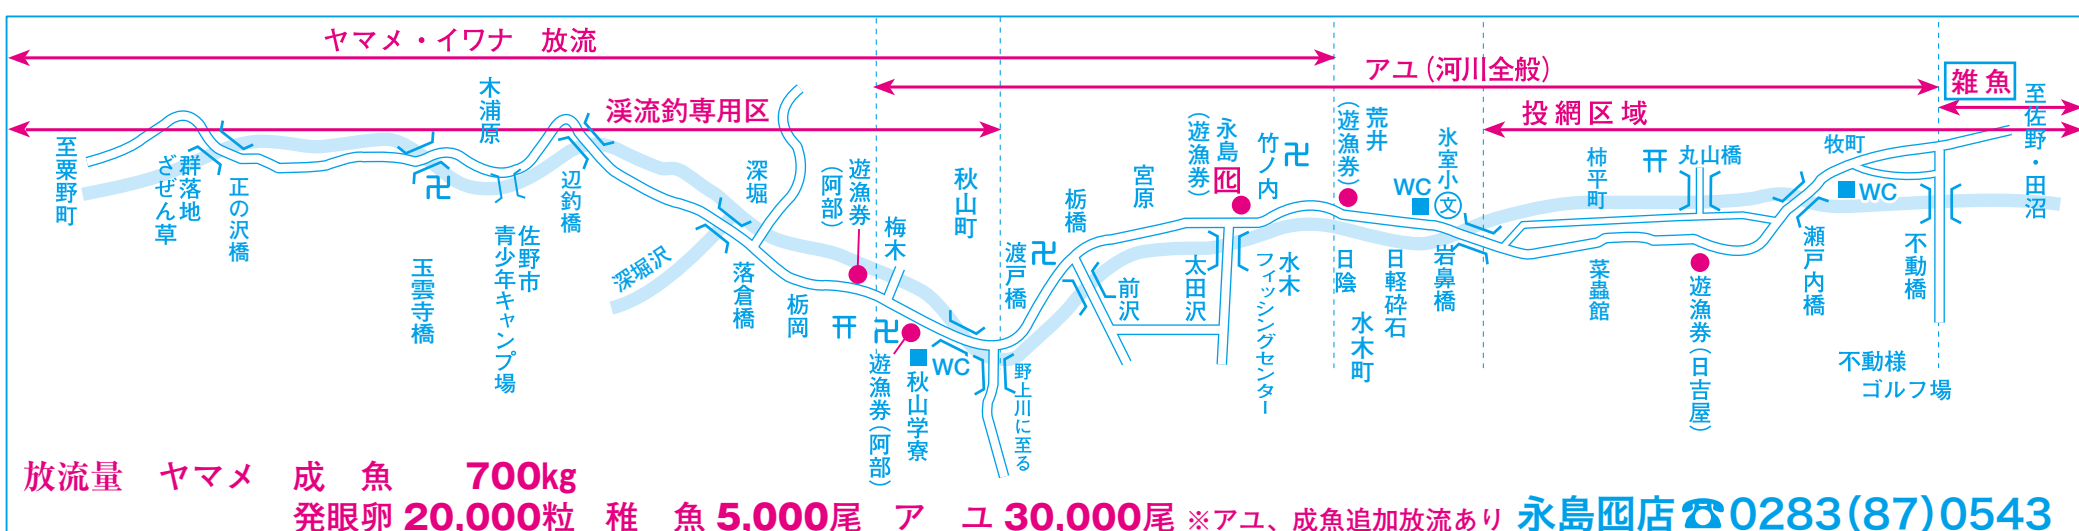 ヤマメ・イワナ　放流
アユ(河川全般)
雑魚
渓流釣専用区
投網区域
至粟野町
ざぜん草
群落地
正の沢橋
木浦原
玉雲寺橋
佐野市
青少年キャンプ場
辺釣橋
深堀
深堀沢
落倉橋
栃岡
遊漁券
(阿部)
梅木
秋山町
遊漁券(阿部)
秋山学寮
WC
渡戸橋
野上川に至る
栃橋
前沢
宮原
太田沢
永島
(遊漁券)
囮
竹ノ内
水木
フィッシングセンター
荒井
(遊漁券)
日陰
水木町
日軽砕石
WC
氷室小
文
岩鼻橋
柿平町
菜蟲館
丸山橋
遊漁券(日吉屋)
瀬戸内橋
牧町
WC
不動橋
不動様
ゴルフ場
至佐野・田沼
放流量　ヤマメ　成　魚　700kg
発眼卵 20,000粒　稚　魚 5,000尾　ア　ユ 30,000尾 ※アユ、成魚追加放流あり 永島囮店☎0283(87)0543